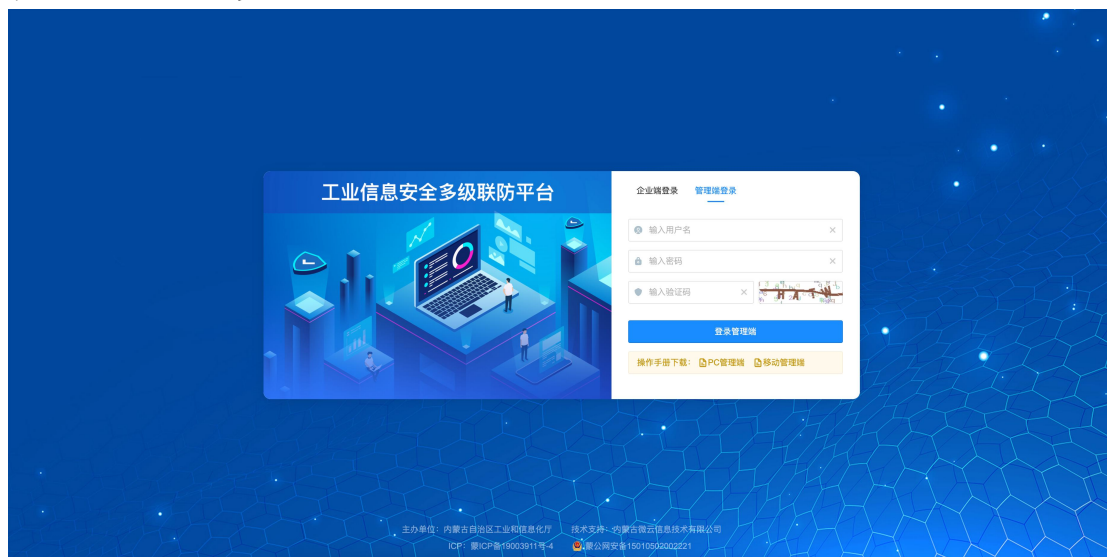 工业信息安全多级联防平台
企业端登录 管理端登录
输入用户名
输入密码
输入验证码
登录管理端
操作手册下载： PC管理端 移动管理端
主办单位：内蒙古自治区工业和信息化厅 技术支持：内蒙古微云信息技术有限公司
ICP：蒙ICP备19003911号-4 蒙公网安备15010502002221